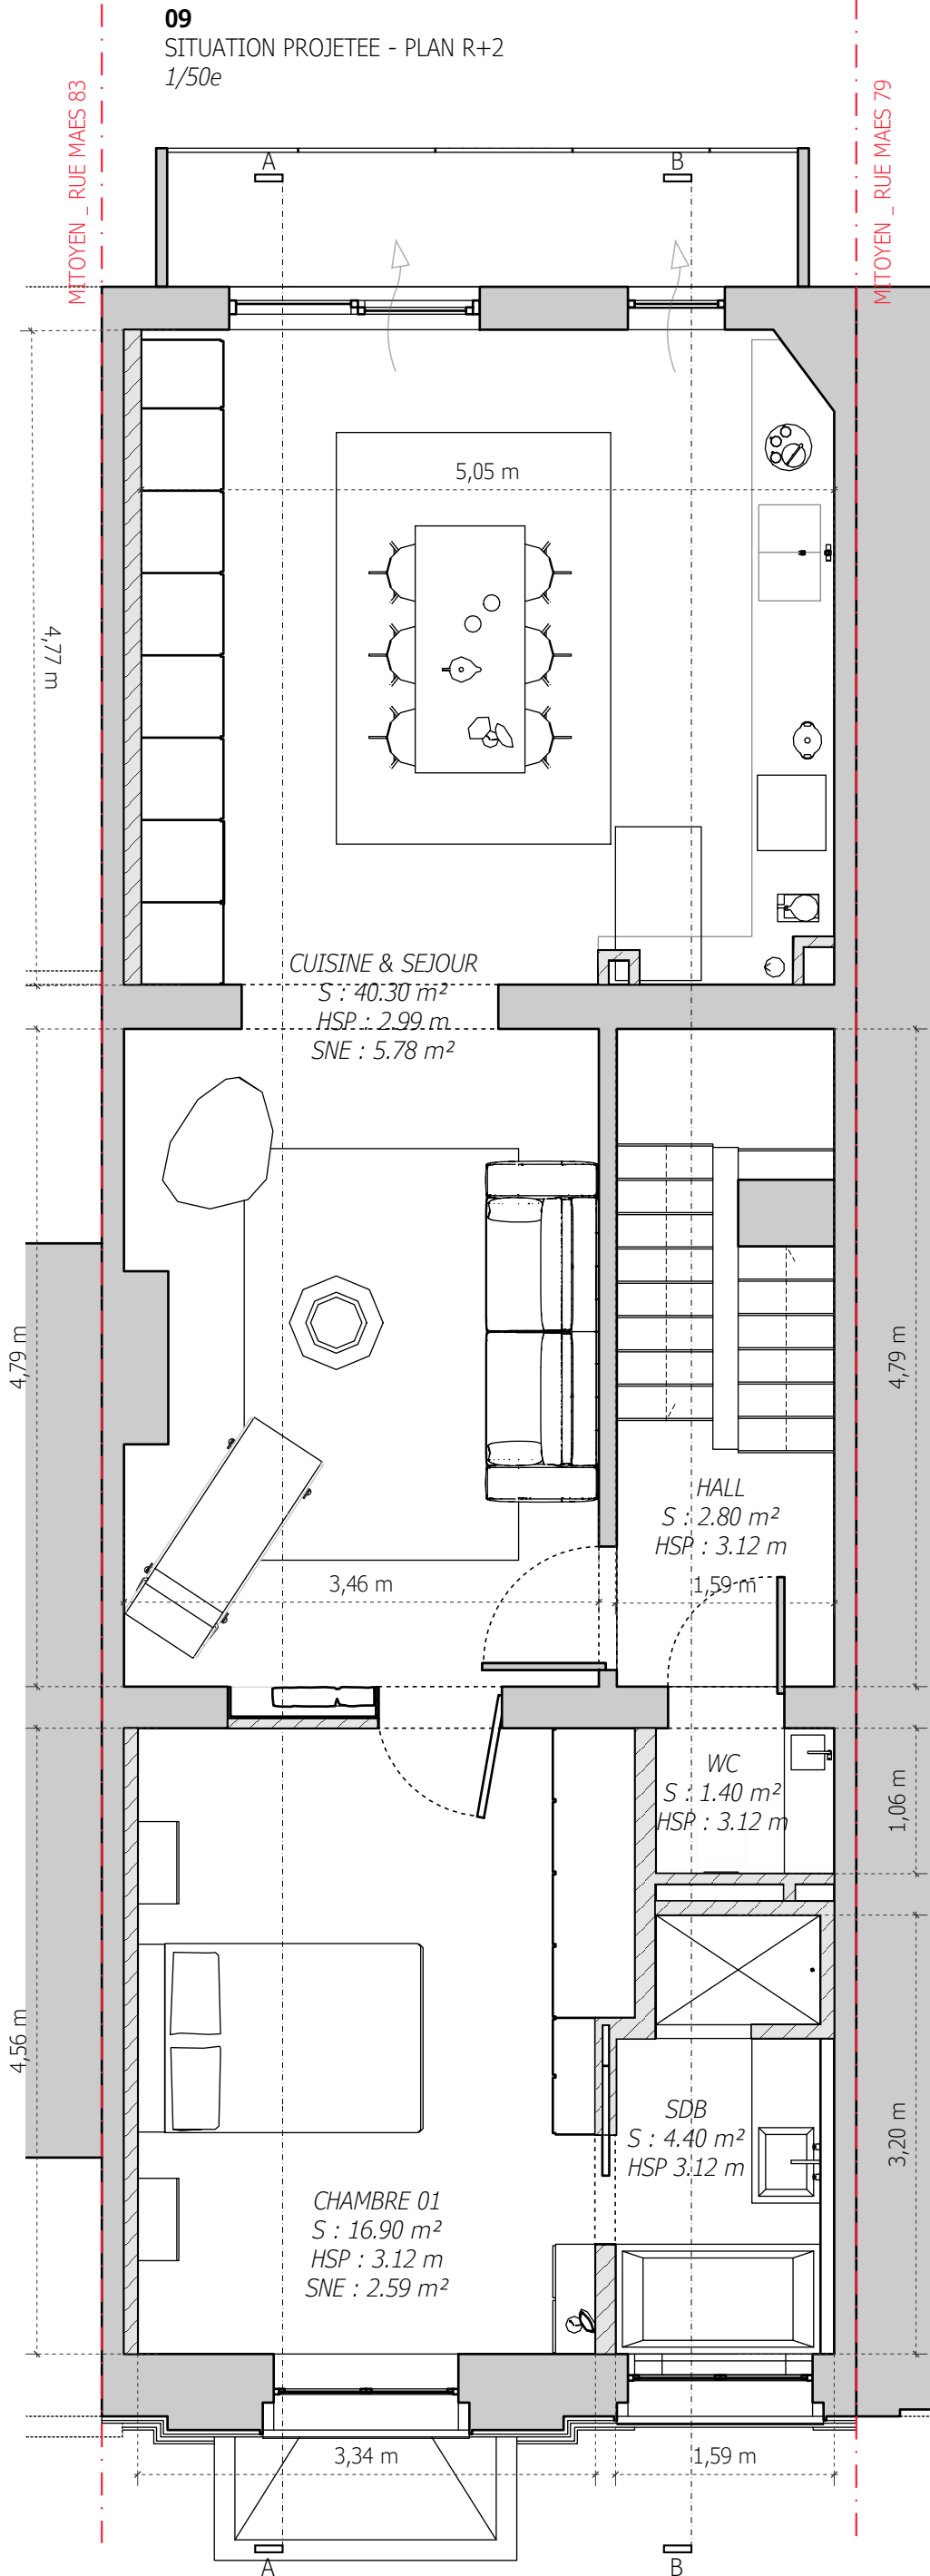 09
SITUATION PROJETEE - PLAN R+2
1/50e
MITOYEN _ RUE MAES 83
MITOYEN _ RUE MAES 79
A
B
5,05 m
4,77 m
CUISINE & SEJOUR
S : 40.30 m²
HSP : 2.99 m
SNE : 5.78 m²
4,79 m
4,79 m
HALL
S : 2.80 m²
HSP : 3.12 m
3,46 m
1,59 m
WC
S : 1.40 m²
HSP : 3.12 m
1,06 m
4,56 m
SDB
S : 4.40 m²
HSP 3.12 m
3,20 m
CHAMBRE 01
S : 16.90 m²
HSP : 3.12 m
SNE : 2.59 m²
3,34 m
1,59 m
A
B